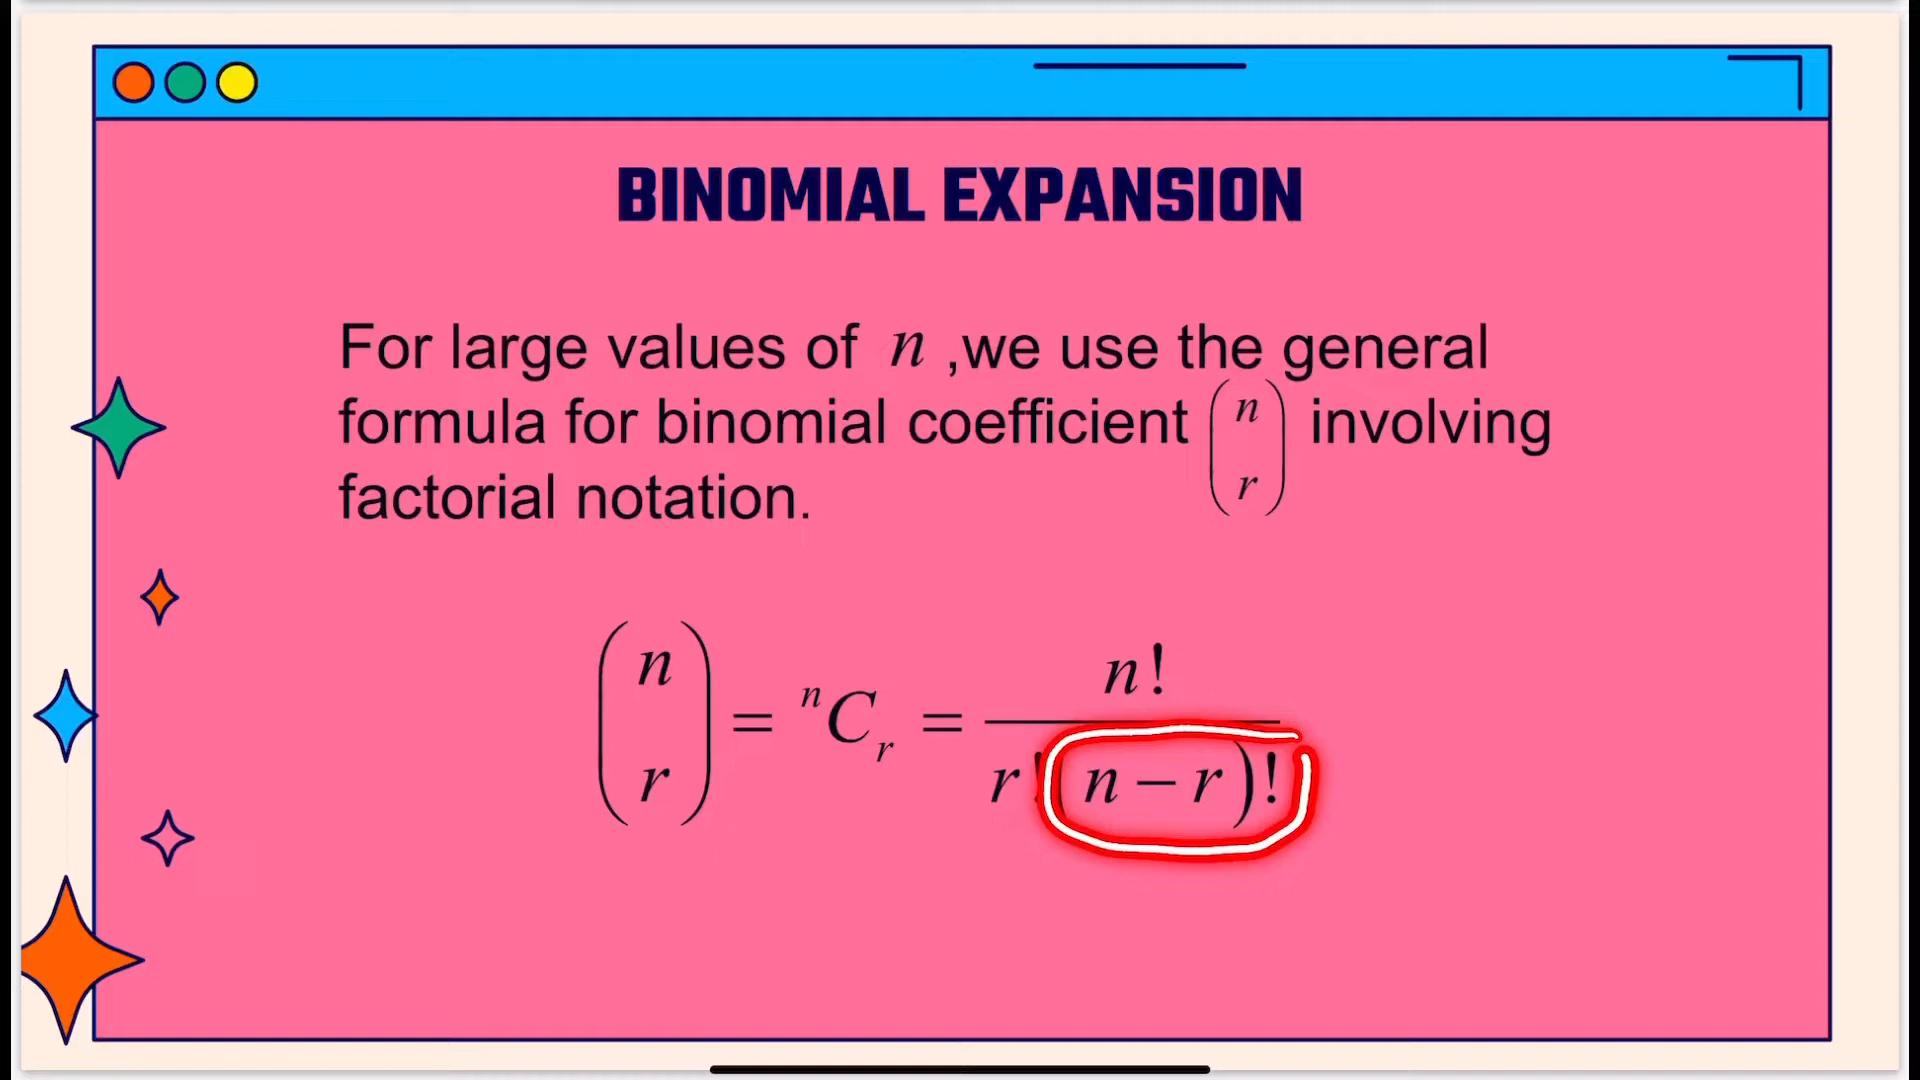 BINOMIAL EXPANSION
For large values of n ,we use the general
formula for binomial coefficient (n r) involving
factorial notation.
(n r) = ⁿCᵣ = n! / r!(n − r)!